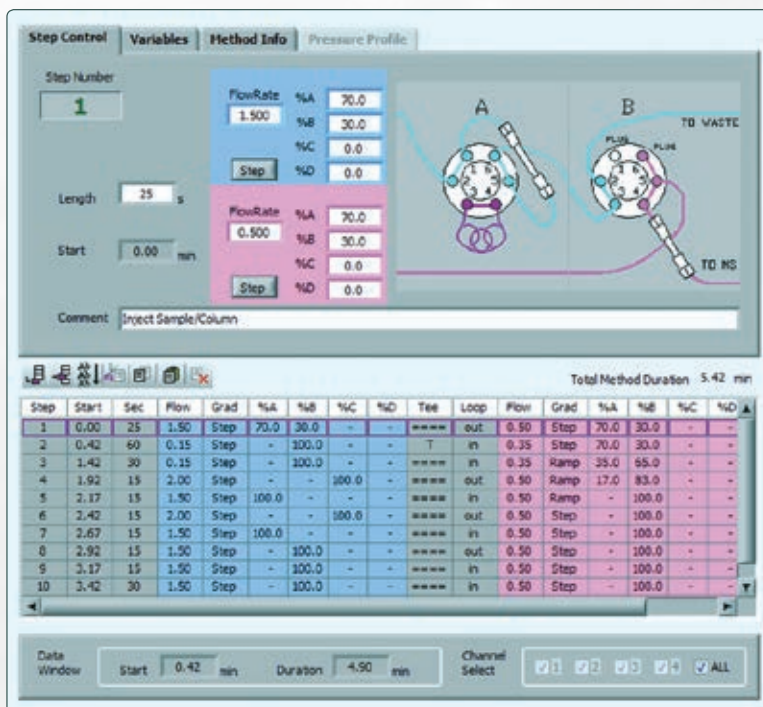 Step Control Variables Method Info Pressure Profile
Step Number
1
FlowRate %A 70.0
1.500 %B 30.0
%C 0.0
Step %D 0.0
Length 25 s
FlowRate %A 70.0
0.500 %B 30.0
%C 0.0
Step %D 0.0
Start 0.00 min
A B
TO WASTE
PLUG PLUG
TO MS
Comment Inject Sample/Column
Total Method Duration 5.42 min
Step Start Sec Flow Grad %A %B %C %D Tee Loop Flow Grad %A %B %C %D
1 0.00 25 1.50 Step 70.0 30.0 - - ==== out 0.50 Step 70.0 30.0 - -
2 0.42 60 0.15 Step - 100.0 - - T in 0.35 Step 70.0 30.0 - -
3 1.42 30 0.15 Step - 100.0 - - ==== in 0.35 Ramp 35.0 65.0 - -
4 1.92 15 2.00 Step - - 100.0 - ==== out 0.50 Ramp 17.0 83.0 - -
5 2.17 15 1.50 Step 100.0 - - - ==== in 0.50 Ramp - 100.0 - -
6 2.42 15 2.00 Step - - 100.0 - ==== out 0.50 Step - 100.0 - -
7 2.67 15 1.50 Step 100.0 - - - ==== in 0.50 Step - 100.0 - -
8 2.92 15 1.50 Step - 100.0 - - ==== out 0.50 Step - 100.0 - -
9 3.17 15 1.50 Step - 100.0 - - ==== in 0.50 Step - 100.0 - -
10 3.42 30 1.50 Step - 100.0 - - ==== in 0.50 Step - 100.0 - -
Data Window Start 0.42 min Duration 4.90 min Channel Select 1 2 3 4 ALL